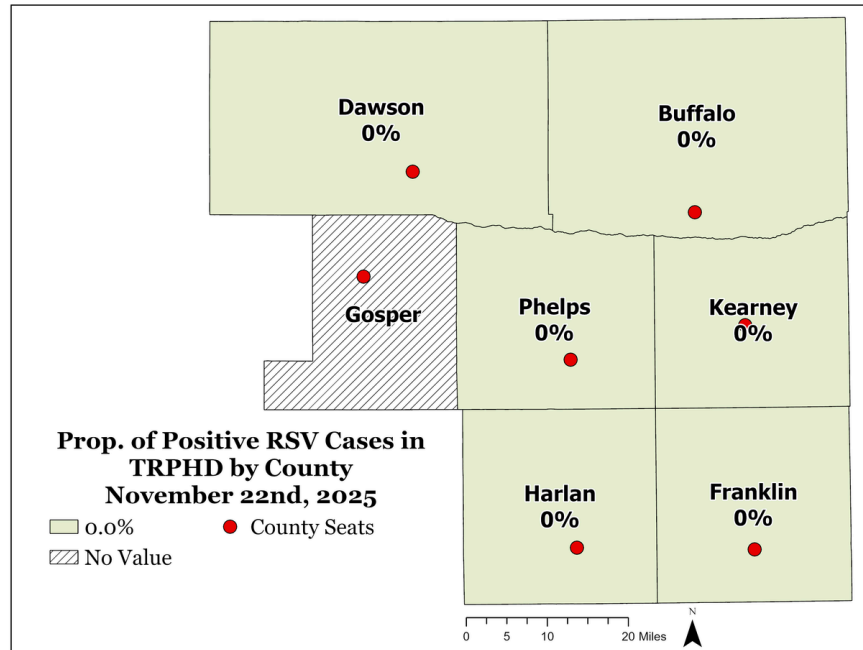 Dawson
0%
Buffalo
0%
Gosper
Phelps
0%
Kearney
0%
Prop. of Positive RSV Cases in
TRPHD by County
November 22nd, 2025
0.0%
County Seats
No Value
Harlan
0%
Franklin
0%
N
0 5 10 20 Miles